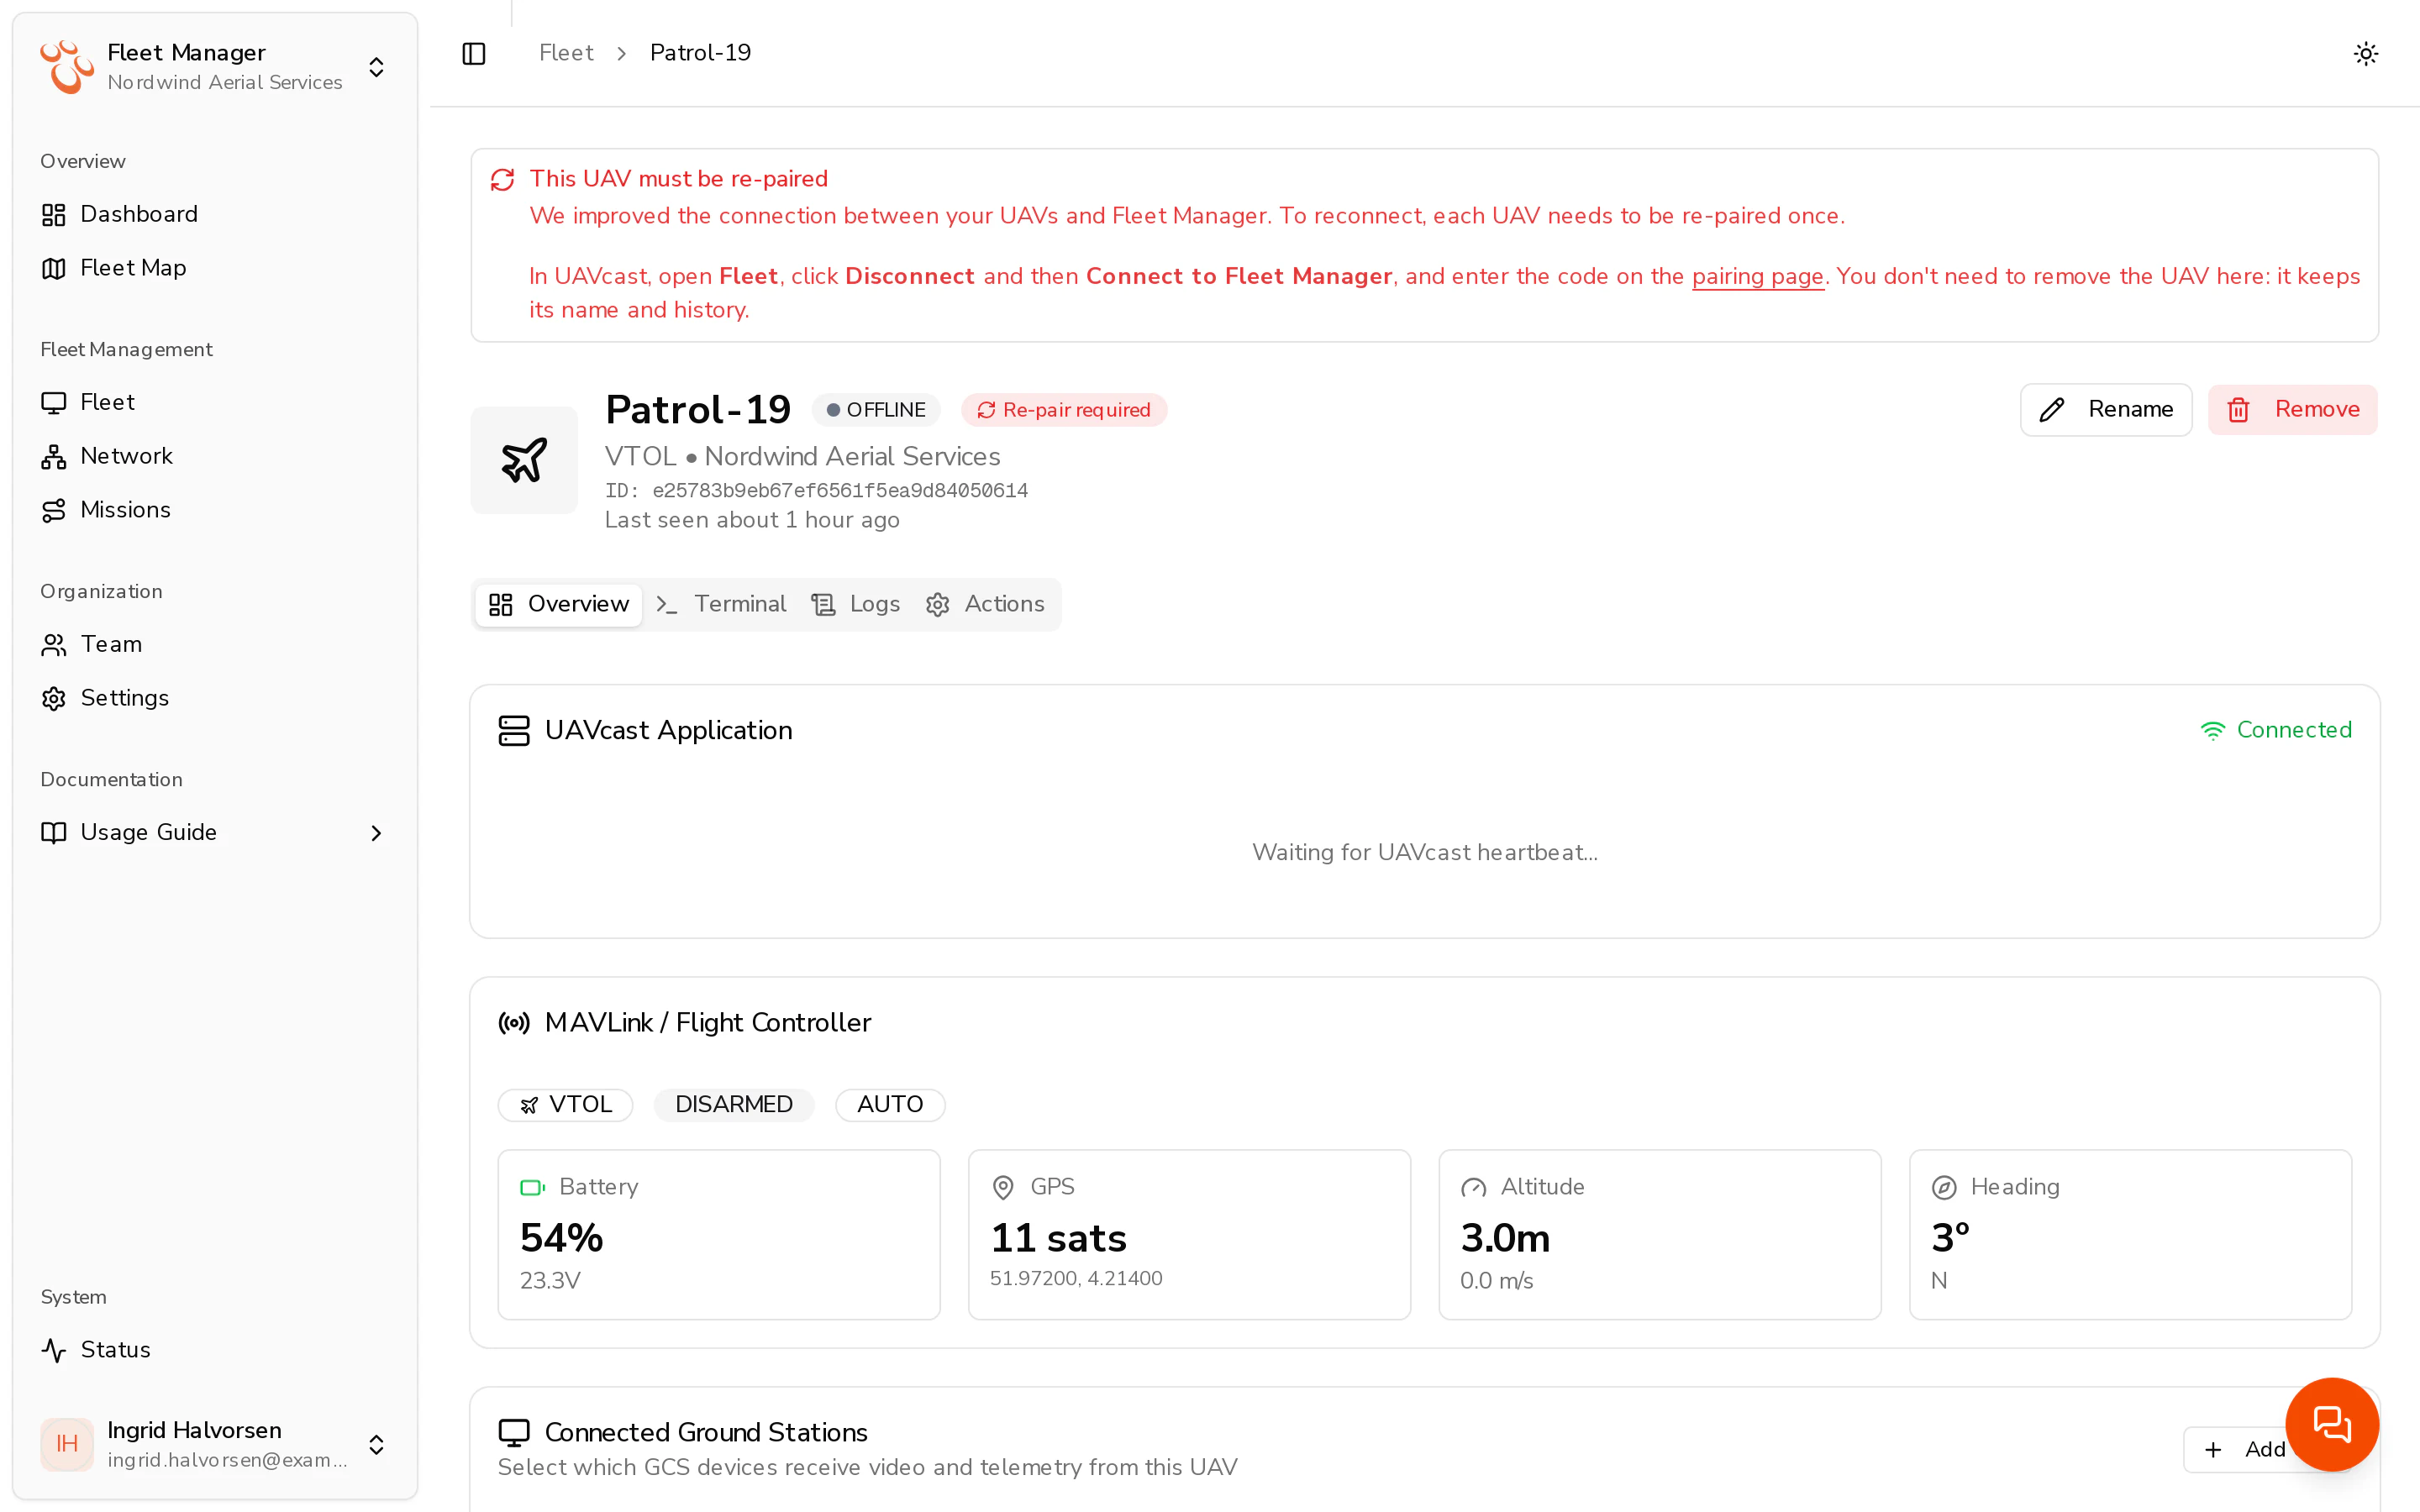 Fleet Manager
Nordwind Aerial Services
Overview
Dashboard
Fleet Map
Fleet Management
Fleet
Network
Missions
Organization
Team
Settings
Documentation
Usage Guide
System
Status
IH
Ingrid Halvorsen
ingrid.halvorsen@exam...
Fleet > Patrol-19
This UAV must be re-paired
We improved the connection between your UAVs and Fleet Manager. To reconnect, each UAV needs to be re-paired once.
In UAVcast, open Fleet, click Disconnect and then Connect to Fleet Manager, and enter the code on the pairing page. You don't need to remove the UAV here: it keeps
its name and history.
Patrol-19 OFFLINE Re-pair required
Rename Remove
VTOL • Nordwind Aerial Services
ID: e25783b9eb67ef6561f5ea9d84050614
Last seen about 1 hour ago
Overview Terminal Logs Actions
UAVcast Application Connected
Waiting for UAVcast heartbeat...
MAVLink / Flight Controller
VTOL DISARMED AUTO
Battery
54%
23.3V
GPS
11 sats
51.97200, 4.21400
Altitude
3.0m
0.0 m/s
Heading
3°
N
Connected Ground Stations
Select which GCS devices receive video and telemetry from this UAV
Add